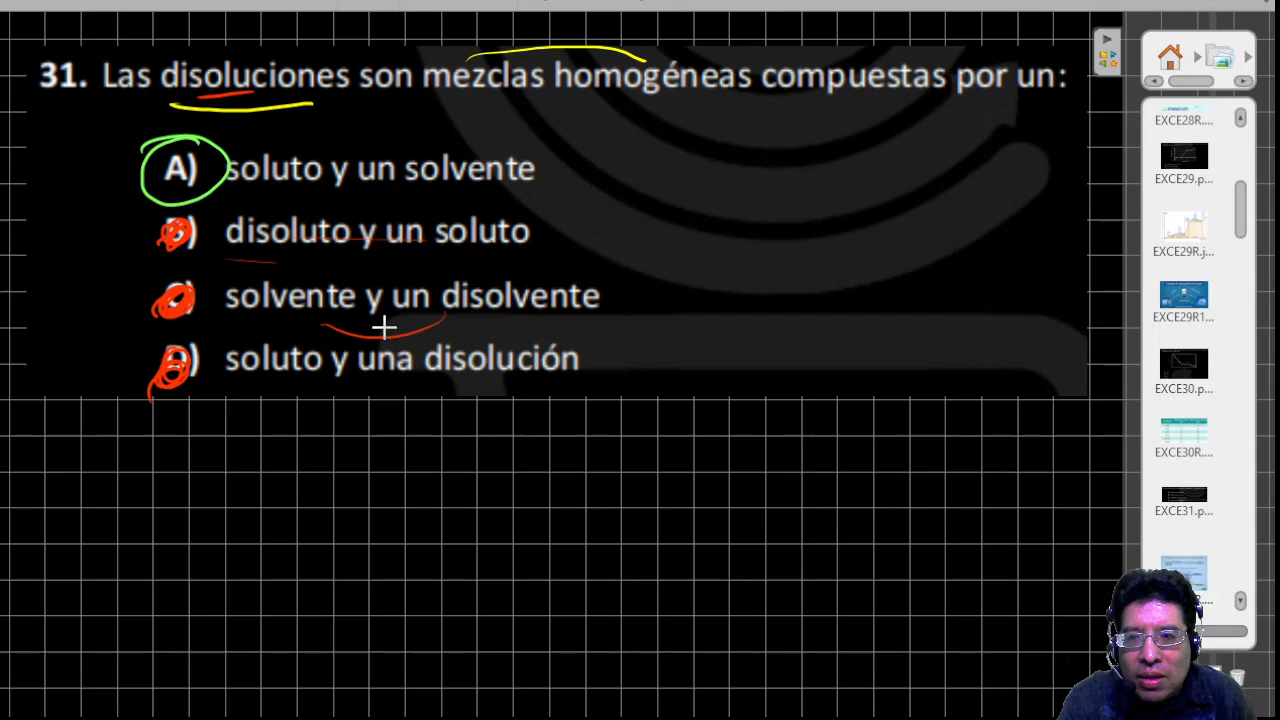 31. Las disoluciones son mezclas homogéneas compuestas por un:
A) soluto y un solvente
disoluto y un soluto
solvente y un disolvente
soluto y una disolución
EXCE28R....
EXCE29.p...
EXCE29R.j...
EXCE29R1...
EXCE30.p...
EXCE30R....
EXCE31.p...